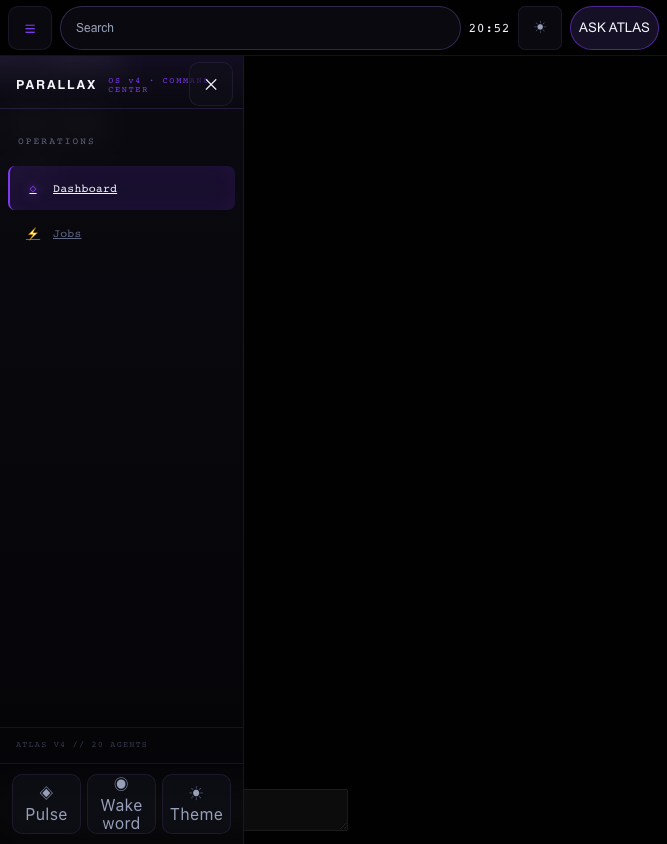 ☰ Search 20:52 ☀ ASK ATLAS
PARALLAX
OS v4 · COMMAN
CENTER
OPERATIONS
◇ Dashboard
⚡ Jobs
ATLAS V4 // 20 AGENTS
◈ Pulse
◉ Wake
word
☀ Theme